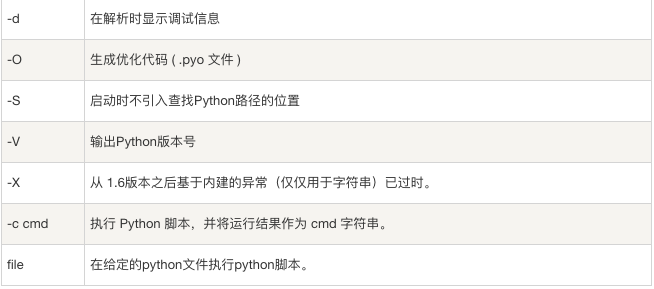 -d 在解析时显示调试信息
-O 生成优化代码 ( .pyo 文件 )
-S 启动时不引入查找Python路径的位置
-V 输出Python版本号
-X 从 1.6版本之后基于内建的异常（仅仅用于字符串）已过时。
-c cmd 执行 Python 脚本，并将运行结果作为 cmd 字符串。
file 在给定的python文件执行python脚本。